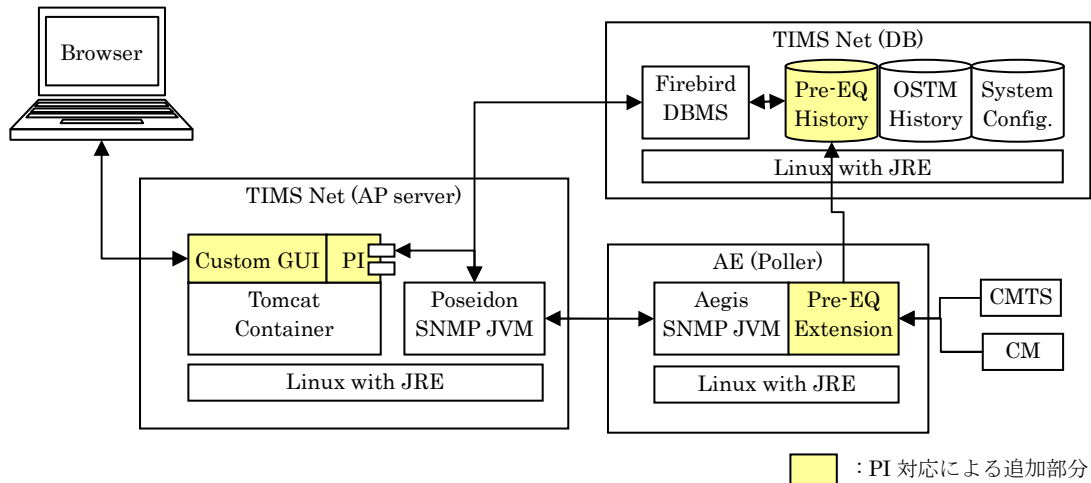 Browser
TIMS Net (DB)
Firebird
DBMS
Pre-EQ
History
OSTM
History
System
Config.
Linux with JRE
TIMS Net (AP server)
Custom GUI
PI
Tomcat
Container
Poseidon
SNMP JVM
Linux with JRE
AE (Poller)
Aegis
SNMP JVM
Pre-EQ
Extension
Linux with JRE
CMTS
CM
：PI 対応による追加部分